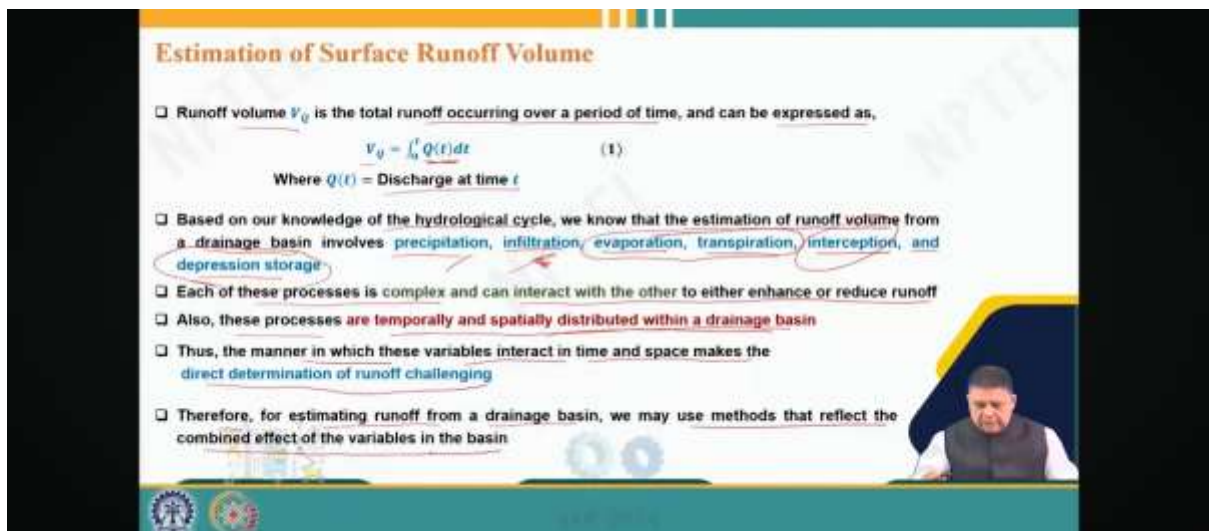 Estimation of Surface Runoff Volume
❑ Runoff volume V_Q is the total runoff occurring over a period of time, and can be expressed as,
V_Q = ∫₀ᵗ Q(t)dt (1)
Where Q(t) = Discharge at time t
❑ Based on our knowledge of the hydrological cycle, we know that the estimation of runoff volume from
a drainage basin involves precipitation, infiltration, evaporation, transpiration, interception, and
depression storage
❑ Each of these processes is complex and can interact with the other to either enhance or reduce runoff
❑ Also, these processes are temporally and spatially distributed within a drainage basin
❑ Thus, the manner in which these variables interact in time and space makes the
direct determination of runoff challenging
❑ Therefore, for estimating runoff from a drainage basin, we may use methods that reflect the
combined effect of the variables in the basin
NPTEL
NPTEL
NPTEL